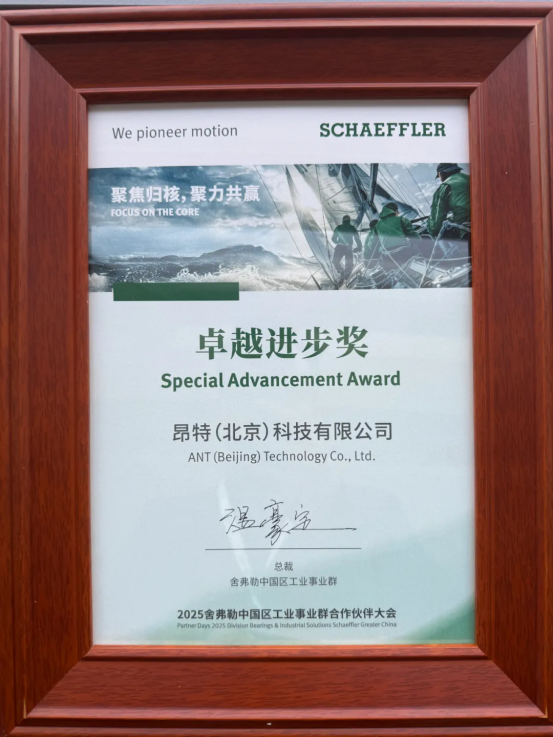 We pioneer motion
SCHAEFFLER
聚焦归核，聚力共赢
FOCUS ON THE CORE
卓越进步奖
Special Advancement Award
昂特（北京）科技有限公司
ANT (Beijing) Technology Co., Ltd.
总裁
舍弗勒中国区工业事业群
2025舍弗勒中国区工业事业群合作伙伴大会
Partner Days 2025 Division Bearings & Industrial Solutions Schaeffler Greater China